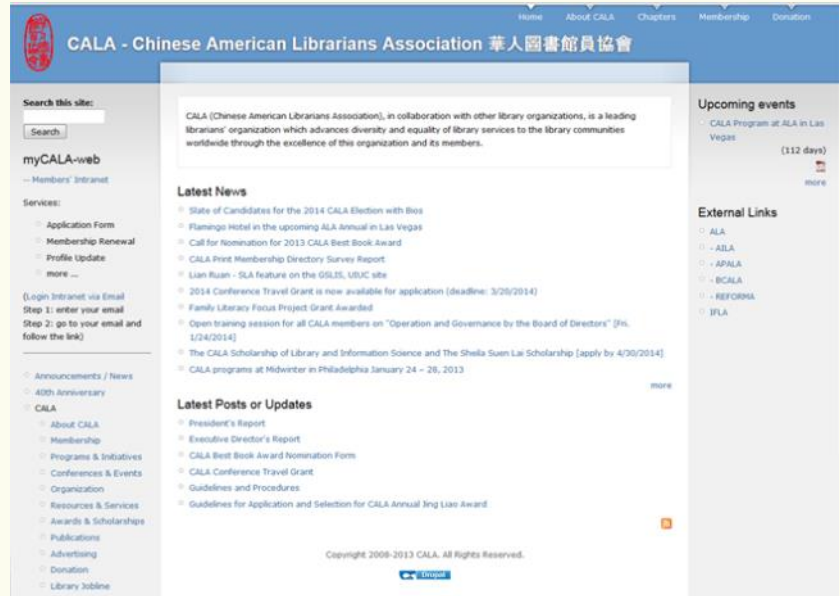 Home About CALA Chapters Membership Donation
CALA - Chinese American Librarians Association 華人圖書館員協會
Search this site:
Search
myCALA-web
-- Members' Intranet
Services:
Application Form
Membership Renewal
Profile Update
more ...
(Login Intranet via Email
Step 1: enter your email
Step 2: go to your email and
follow the link)
Announcements / News
40th Anniversary
CALA
About CALA
Membership
Programs & Initiatives
Conferences & Events
Organization
Resources & Services
Awards & Scholarships
Publications
Advertising
Donation
Library Jobline
CALA (Chinese American Librarians Association), in collaboration with other library organizations, is a leading
librarians' organization which advances diversity and equality of library services to the library communities
worldwide through the excellence of this organization and its members.
Latest News
Slate of Candidates for the 2014 CALA Election with Bios
Flamingo Hotel in the upcoming ALA Annual in Las Vegas
Call for Nomination for 2013 CALA Best Book Award
CALA Print Membership Directory Survey Report
Lian Ruan - SLA feature on the GSLIS, UIUC site
2014 Conference Travel Grant is now available for application (deadline: 3/20/2014)
Family Literacy Focus Project Grant Awarded
Open training session for all CALA members on "Operation and Governance by the Board of Directors" [Fri.
1/24/2014]
The CALA Scholarship of Library and Information Science and The Sheila Suen Lai Scholarship [apply by 4/30/2014]
CALA programs at Midwinter in Philadelphia January 24 – 28, 2013
more
Latest Posts or Updates
President's Report
Executive Director's Report
CALA Best Book Award Nomination Form
CALA Conference Travel Grant
Guidelines and Procedures
Guidelines for Application and Selection for CALA Annual Jing Liao Award
Copyright 2008-2013 CALA. All Rights Reserved.
Drupal
Upcoming events
CALA Program at ALA in Las
Vegas
(112 days)
more
External Links
ALA
- AILA
- APALA
- BCALA
- REFORMA
IFLA